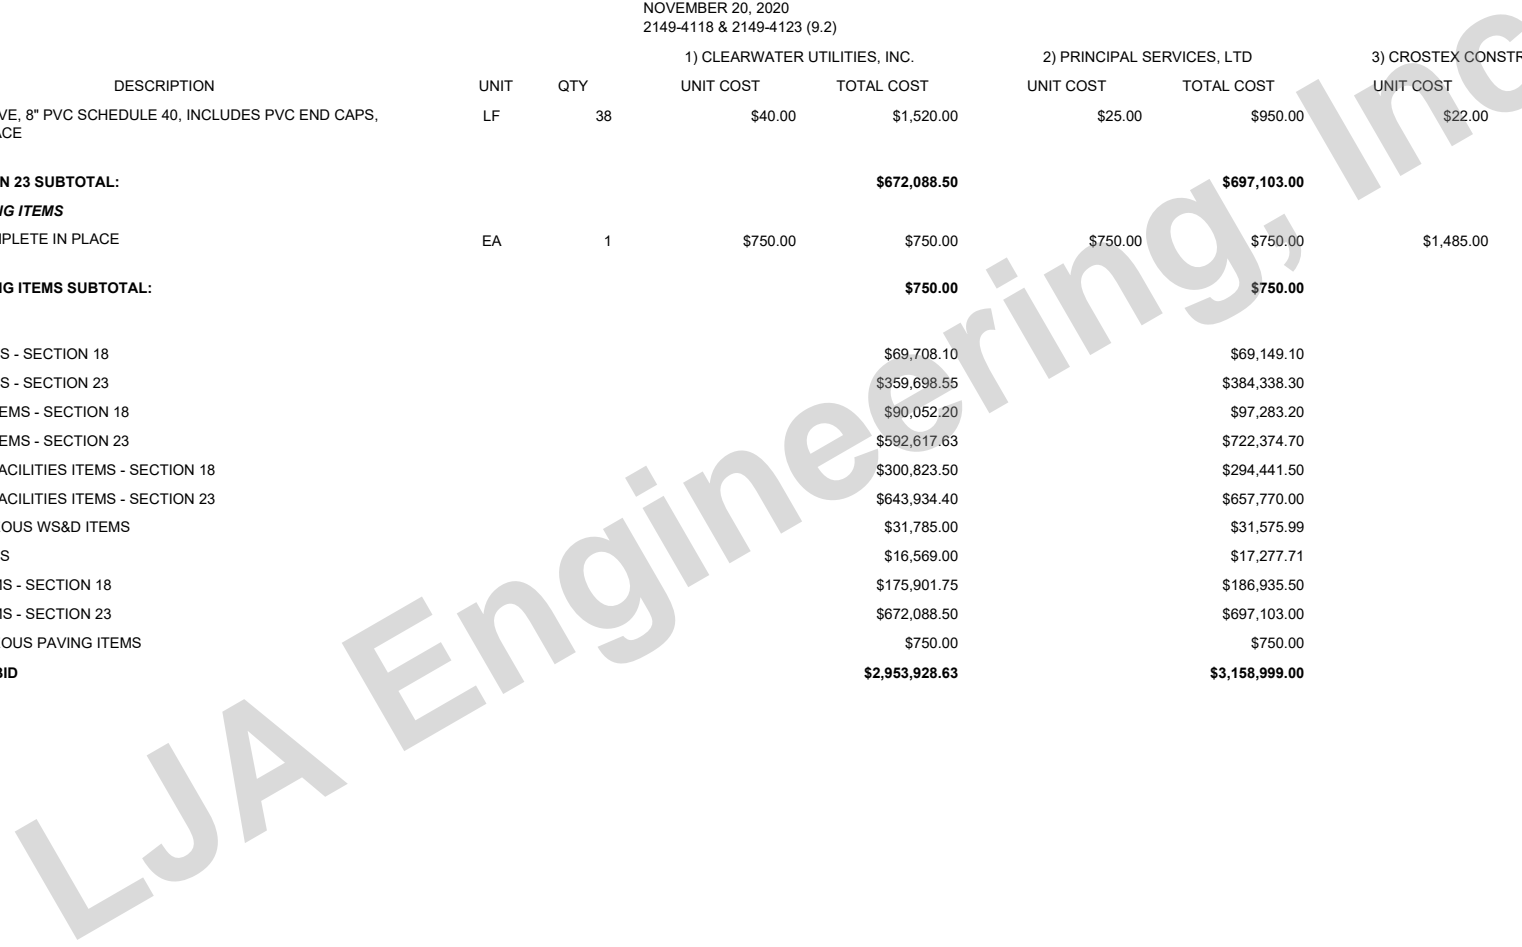 NOVEMBER 20, 2020
2149-4118 & 2149-4123 (9.2)
1) CLEARWATER UTILITIES, INC. 2) PRINCIPAL SERVICES, LTD 3) CROSTEX CONSTR
DESCRIPTION UNIT QTY UNIT COST TOTAL COST UNIT COST TOTAL COST UNIT COST
VE, 8" PVC SCHEDULE 40, INCLUDES PVC END CAPS, LF 38 $40.00 $1,520.00 $25.00 $950.00 $22.00
ACE
N 23 SUBTOTAL: $672,088.50 $697,103.00
NG ITEMS
MPLETE IN PLACE EA 1 $750.00 $750.00 $750.00 $750.00 $1,485.00
NG ITEMS SUBTOTAL: $750.00 $750.00
S - SECTION 18 $69,708.10 $69,149.10
S - SECTION 23 $359,698.55 $384,338.30
EMS - SECTION 18 $90,052.20 $97,283.20
EMS - SECTION 23 $592,617.63 $722,374.70
ACILITIES ITEMS - SECTION 18 $300,823.50 $294,441.50
ACILITIES ITEMS - SECTION 23 $643,934.40 $657,770.00
OUS WS&D ITEMS $31,785.00 $31,575.99
S $16,569.00 $17,277.71
MS - SECTION 18 $175,901.75 $186,935.50
MS - SECTION 23 $672,088.50 $697,103.00
OUS PAVING ITEMS $750.00 $750.00
BID $2,953,928.63 $3,158,999.00
LJA Engineering, Inc